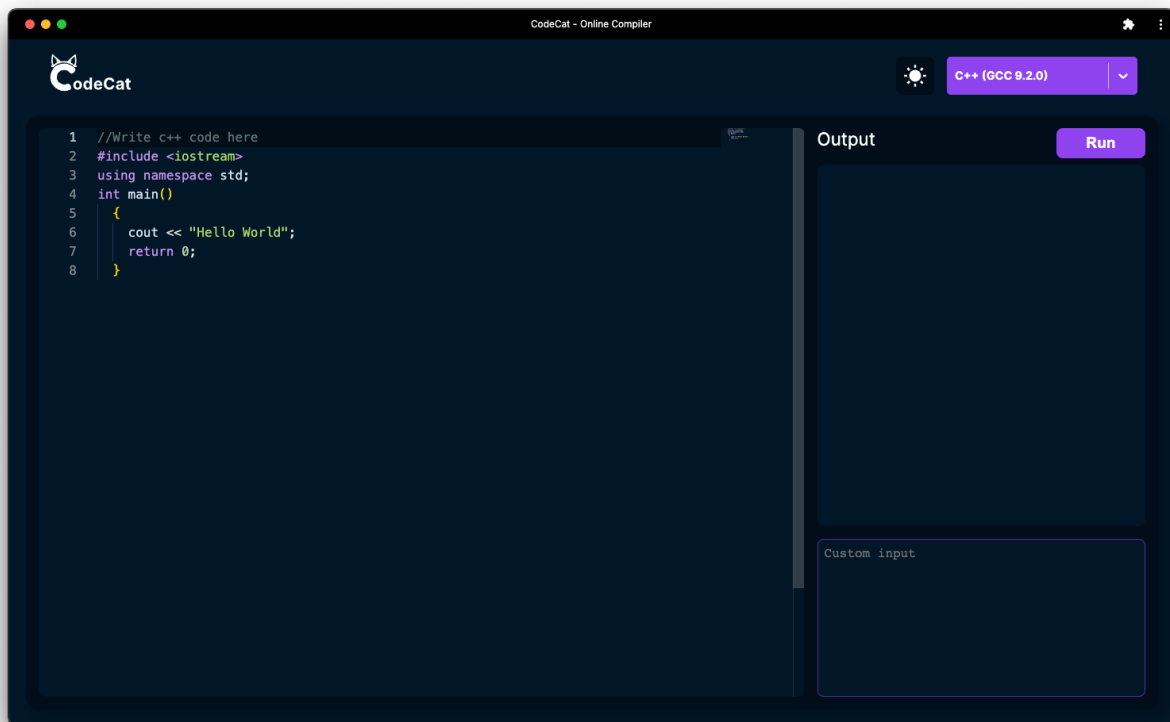 CodeCat - Online Compiler
CodeCat
C++ (GCC 9.2.0)
1 //Write c++ code here
2 #include <iostream>
3 using namespace std;
4 int main()
5 {
6 cout << "Hello World";
7 return 0;
8 }
Output
Run
Custom input